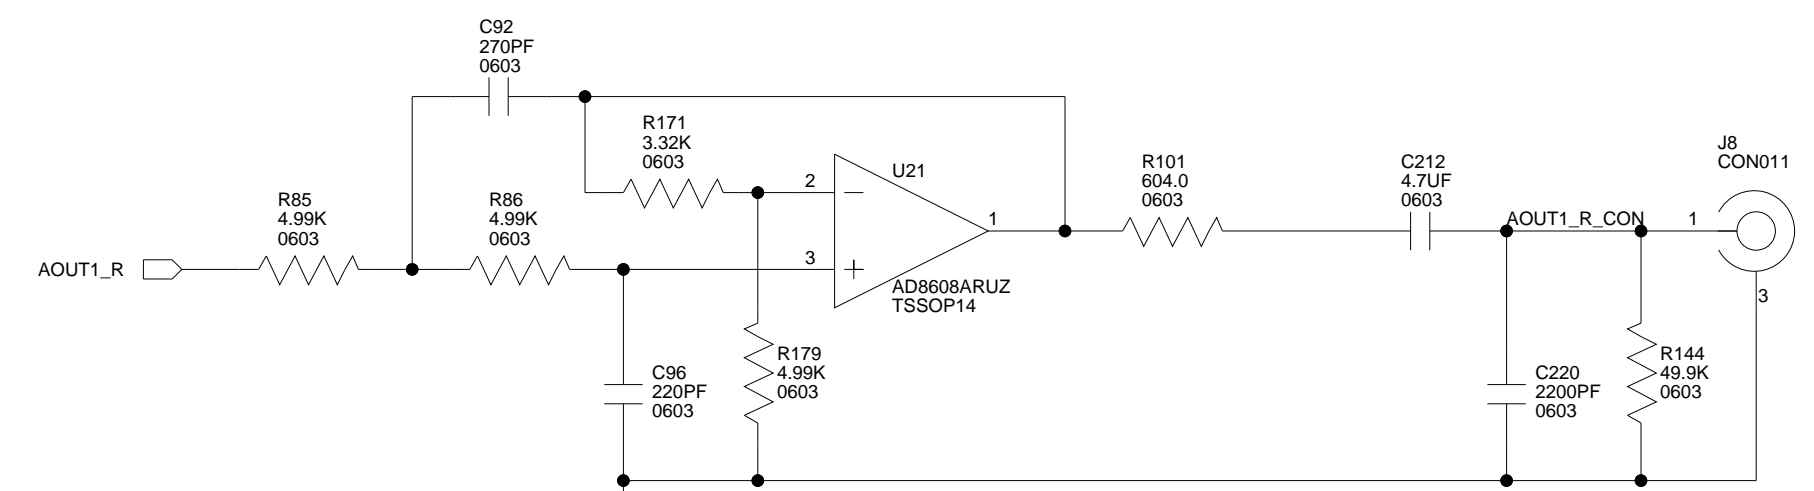 C92
270PF
0603
R171
3.32K
0603
J8
CON011
R101
604.0
0603
C212
4.7UF
0603
U21
2
1
AOUT1_R_CON
1
R85
4.99K
0603
R86
4.99K
0603
3
AOUT1_R
AD8608ARUZ
TSSOP14
3
R179
4.99K
0603
C96
220PF
0603
R144
49.9K
0603
C220
2200PF
0603